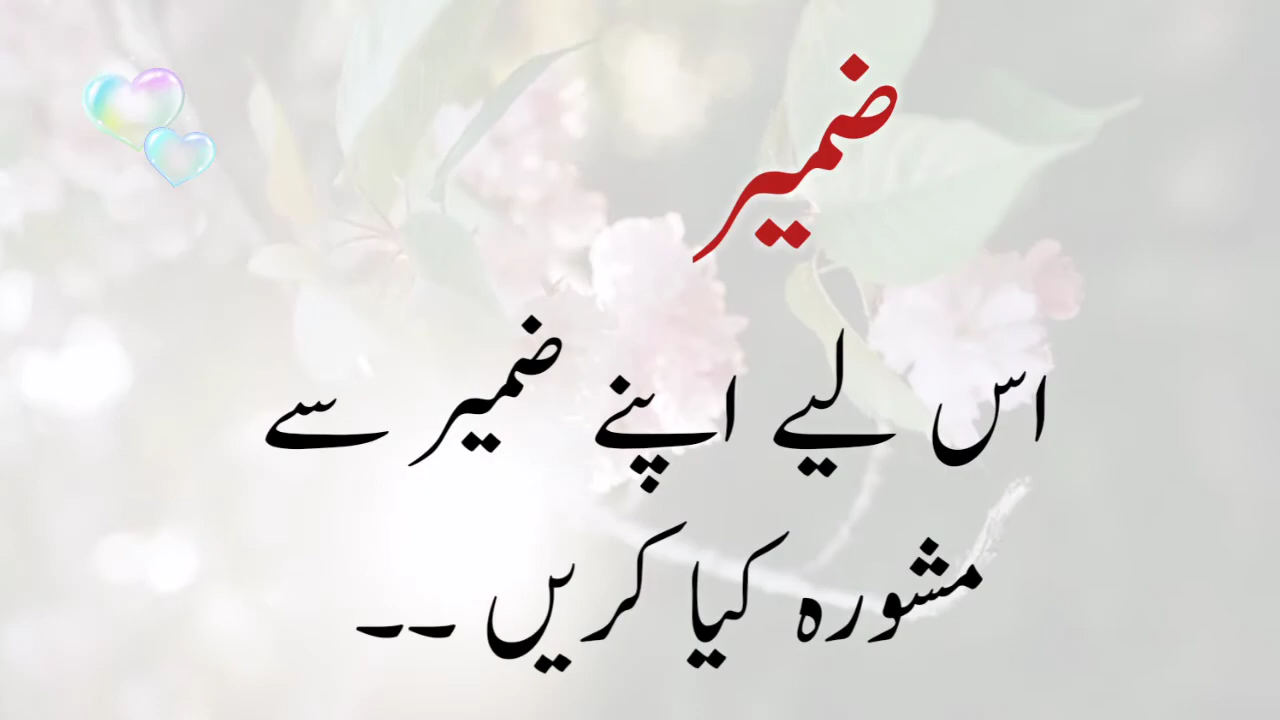 ضمیر
اس لیے اپنے ضمیر سے
مشورہ کیا کریں ۔۔